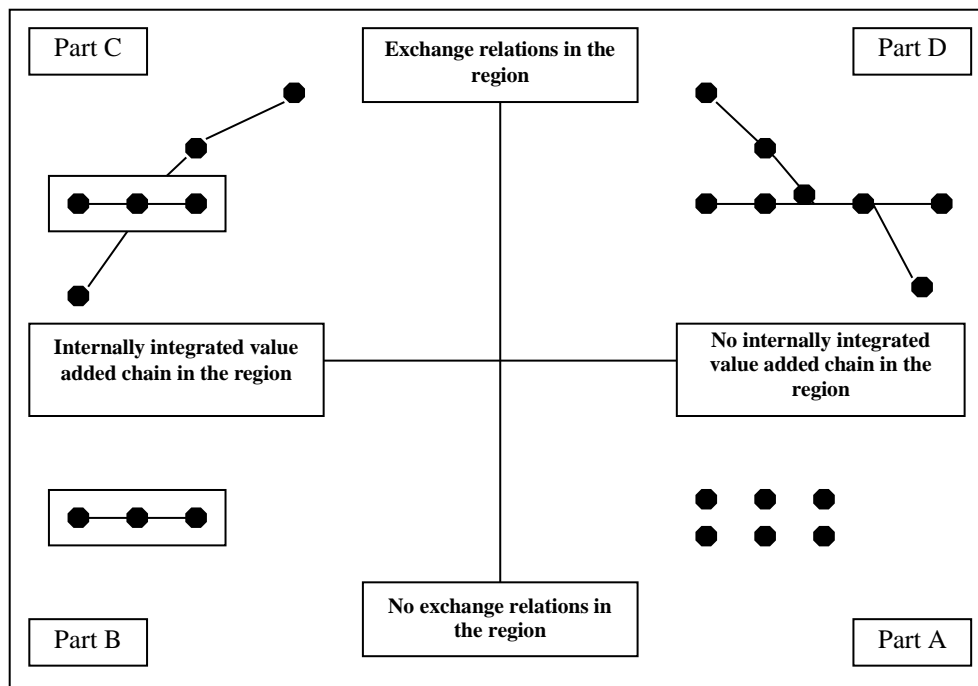 Part C
Exchange relations in the
region
Part D
Internally integrated value
added chain in the region
No internally integrated
value added chain in the
region
Part B
No exchange relations in
the region
Part A